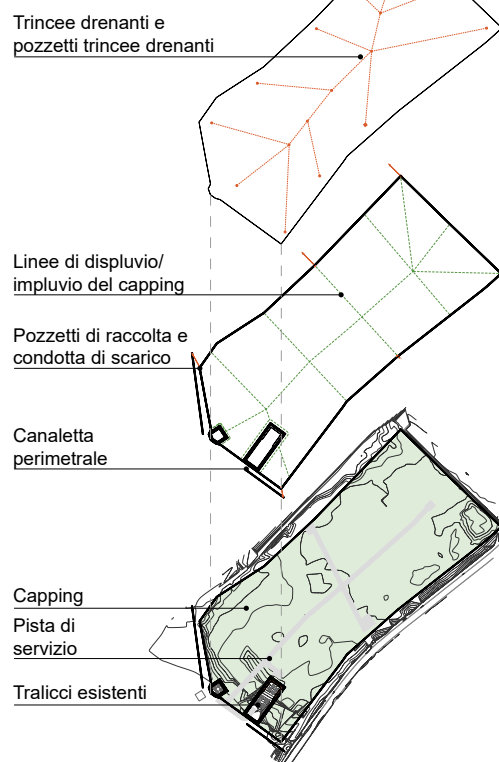 Trincee drenanti e
pozzetti trincee drenanti
Linee di displuvio/
impluvio del capping
Pozzetti di raccolta e
condotta di scarico
Canaletta
perimetrale
Capping
Pista di
servizio
Tralicci esistenti